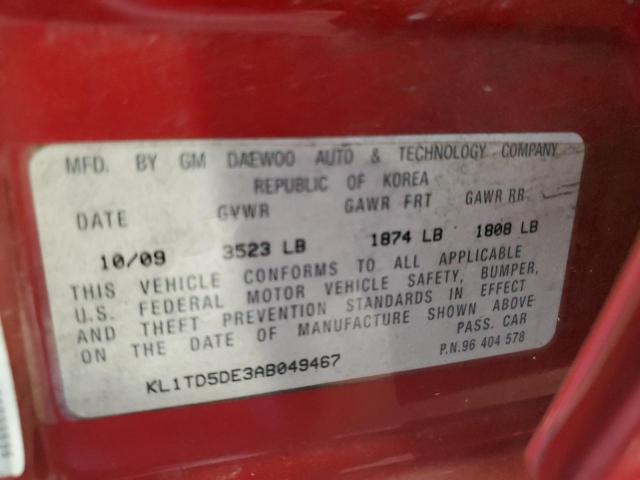 MFD. BY GM DAEWOO AUTO & TECHNOLOGY COMPANY
REPUBLIC OF KOREA
DATE GVWR GAWR FRT GAWR RR
10/09 3523 LB 1874 LB 1808 LB
THIS VEHICLE CONFORMS TO ALL APPLICABLE
U.S. FEDERAL MOTOR VEHICLE SAFETY, BUMPER,
AND THEFT PREVENTION STANDARDS IN EFFECT
ON THE DATE OF MANUFACTURE SHOWN ABOVE
PASS. CAR
KL1TD5DE3AB049467 P.N.96 404 578